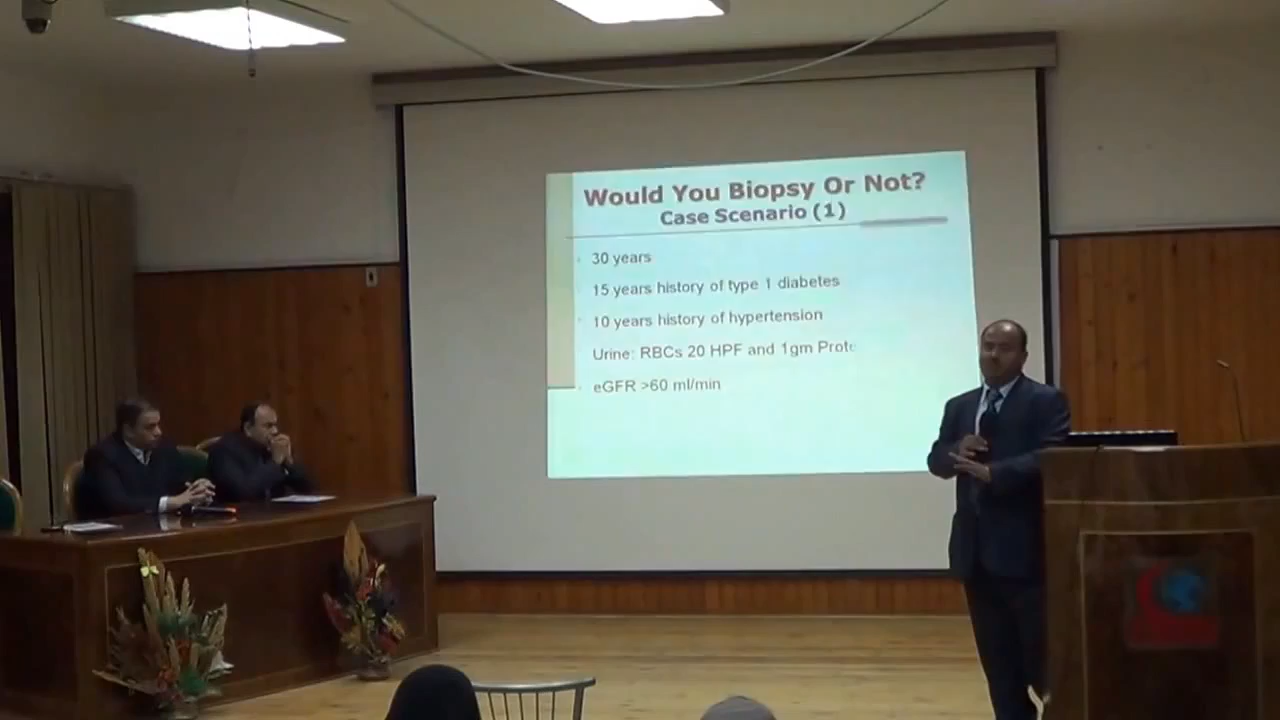 Would You Biopsy Or Not?
Case Scenario (1)
30 years
15 years history of type 1 diabetes
10 years history of hypertension
Urine: RBCs 20 HPF and 1gm Prote
eGFR >60 ml/min